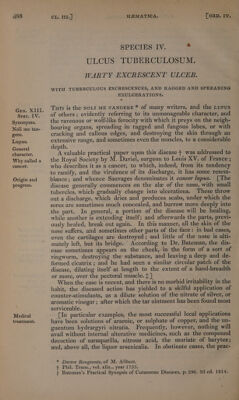 488
CL. III.]
HÆMATICA.
[ORD. IV.
SPECIES IV.
ULCUS TUBERCULOSUM.
WARTY EXCRESCENT ULCER.
WITH TUBERCULOUS EXCRESCENCES, AND RAGGED AND SPREADING
EXULCERATIONS.
Gen. XIII.
Spec. IV.
Synonyms.
Noli me tangere.
Lupus.
General
character.
Why called a
cancer.
Origin and
progress.
Medical
treatment.
This is the noli me tangere * of many writers, and the lupus
of others; evidently referring to its unmanageable character, and
the ravenous or wolf-like ferocity with which it preys on the neighbouring
organs, spreading in ragged and fungous lobes, or with
cracking and callous edges, and destroying the skin through an
extensive range, and sometimes even the muscles, to a considerable
depth.
A valuable practical paper upon this disease † was addressed to
the Royal Society by M. Daviel, surgeon to Louis XV. of France;
who describes it as a cancer, to which, indeed, from its tendency
to ramify, and the virulence of its discharge, it has some resemblance;
and whence Sauvages denominates it cancer lupus. [The
disease generally commences on the alæ of the nose, with small
tubercles, which gradually change into ulcerations. These throw
out a discharge, which dries and produces scabs, under which the
sores are sometimes much concealed, and burrow more deeply into
the part. In general, a portion of the disease will be healing,
while another is extending itself; and afterwards the parts, previously
healed, break out again. In this manner, all the skin of the
nose suffers, and sometimes other parts of the face: in bad cases,
even the cartilages are destroyed; and little of the nose is ultimately
left, but its bridge. According to Dr. Bateman, the disease
sometimes appears on the cheek, in the form of a sort of
ringworm, destroying the substance, and leaving a deep and deformed
cicatrix; and he had seen a similar circular patch of the
disease, dilating itself at length to the extent of a hand-breadth
or more, over the pectoral muscle. ‡]
When the case is recent, and there is no morbid irritability in the
habit, the diseased action has yielded to a skilful application of
counter-stimulants, as a dilute solution of the nitrate of silver, or
aromatic vinegar; after which the tar ointment has been found most
serviceable.
[In particular examples, the most successful local applications
have been solutions of arsenic, or sulphate of copper, and the unguentum
hydrargyri nitratis. Frequently, however, nothing will
avail without internal alterative medicines, such as the compound
decoction of sarsaparilla, nitrous acid, the muriate of barytes;
and, above all, the liquor arsenicalis. In obstinate cases, the prac-
* Dartre Rongeante, of M. Alibert.
† Phil. Trans., vol. xlix., year 1755.
‡ Bateman's Practical Synopsis of Cutaneous Diseases, p. 296. 3d ed. 1814.